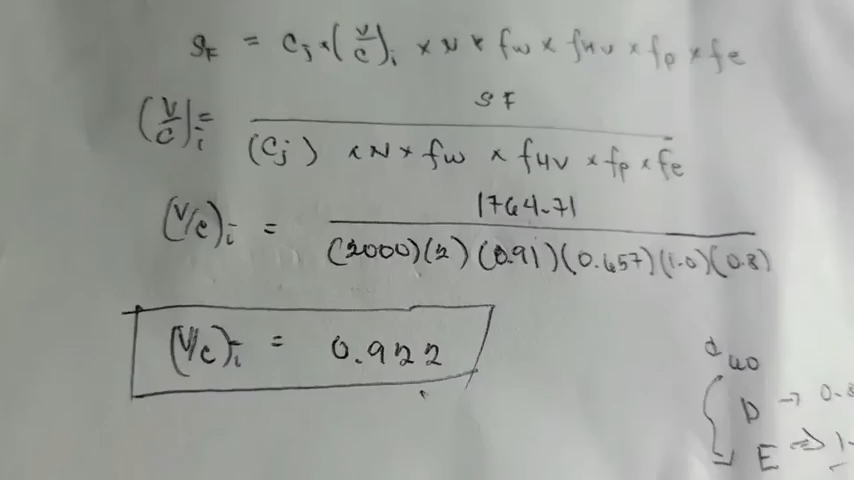 SF = Cj × (V/C)i × N × fw × fHV × fp × fe
(V/C)i = SF / (Cj) × N × fw × fHV × fp × fe
(V/c)i = 1764.71 / (2000)(2)(0.91)(0.657)(1.0)(0.8)
(V/c)i = 0.922
D → 0.8
E ⇒ 1.